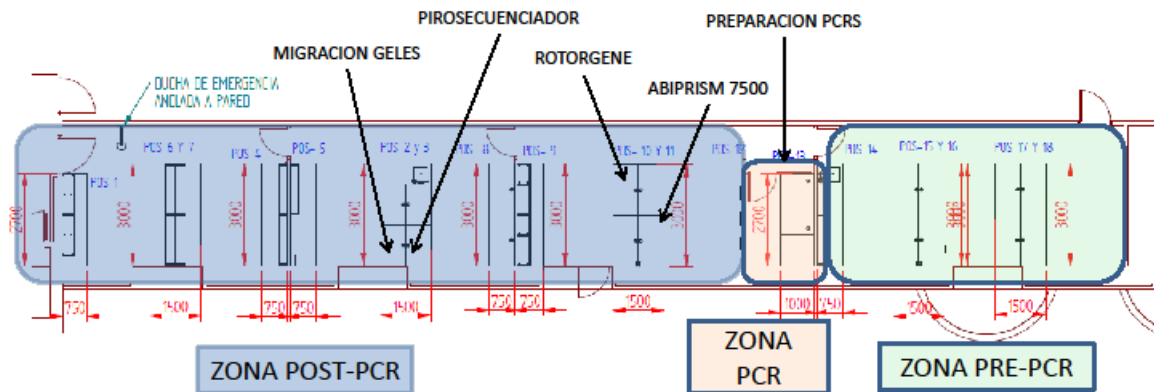 PIROSECUENCIADOR
PREPARACION PCRS
MIGRACION GELES
ROTORGENE
ABIPRISM 7500
DUCHA DE EMERGENCIA
ANCLADA A PARED
POS 6 Y 7
POS 4
POS- 5
POS 2 y 3
POS 8
POS- 9
POS-10 Y 11
POS 12
POS-13
POS 14
POS-15 Y 16
POS 17 Y 18
POS 1
2700
3000
3000
3000
3000
3000
2700
3000
3000
750
1500
750
750
1500
750
750
1500
1000
750
1500
1500
ZONA POST-PCR
ZONA
PCR
ZONA PRE-PCR